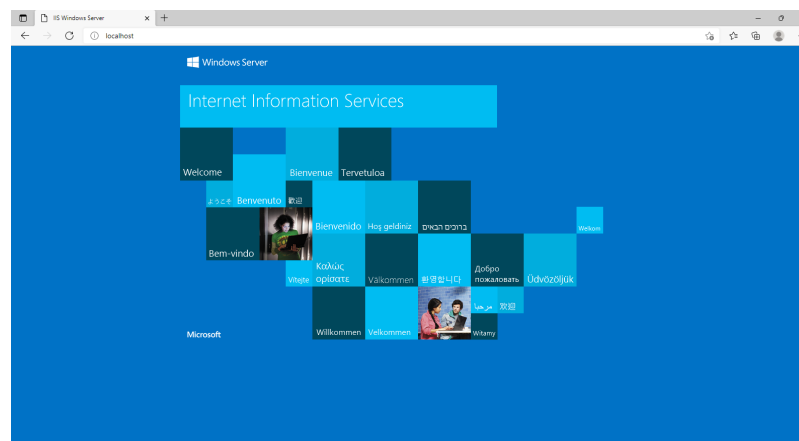 IIS Windows Server
localhost
Windows Server
Internet Information Services
Welcome
Bienvenue
Tervetuloa
ようこそ
Benvenuto
歡迎
Bienvenido
Hoş geldiniz
ברוכים הבאים
Welkom
Bem-vindo
Vítejte
Καλώς
ορίσατε
Välkommen
환영합니다
Добро
пожаловать
Üdvözöljük
مرحبا
欢迎
Microsoft
Willkommen
Velkommen
Witamy